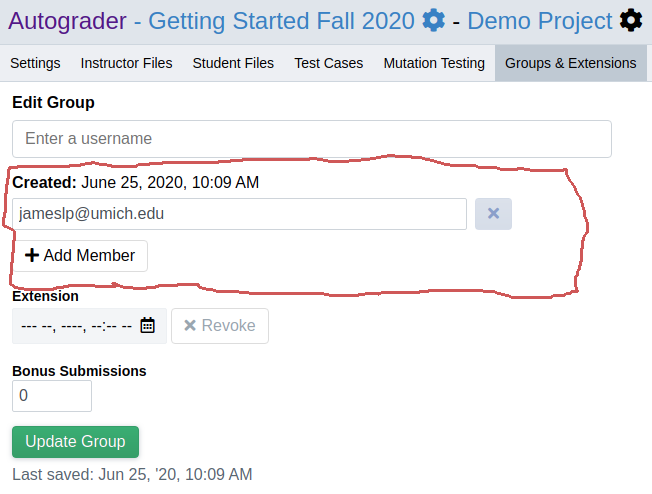 Autograder - Getting Started Fall 2020 - Demo Project
Settings Instructor Files Student Files Test Cases Mutation Testing Groups & Extensions
Edit Group
Enter a username
Created: June 25, 2020, 10:09 AM
jameslp@umich.edu
Add Member
Extension
--- --, ----, --:-- -- Revoke
Bonus Submissions
0
Update Group
Last saved: Jun 25, '20, 10:09 AM